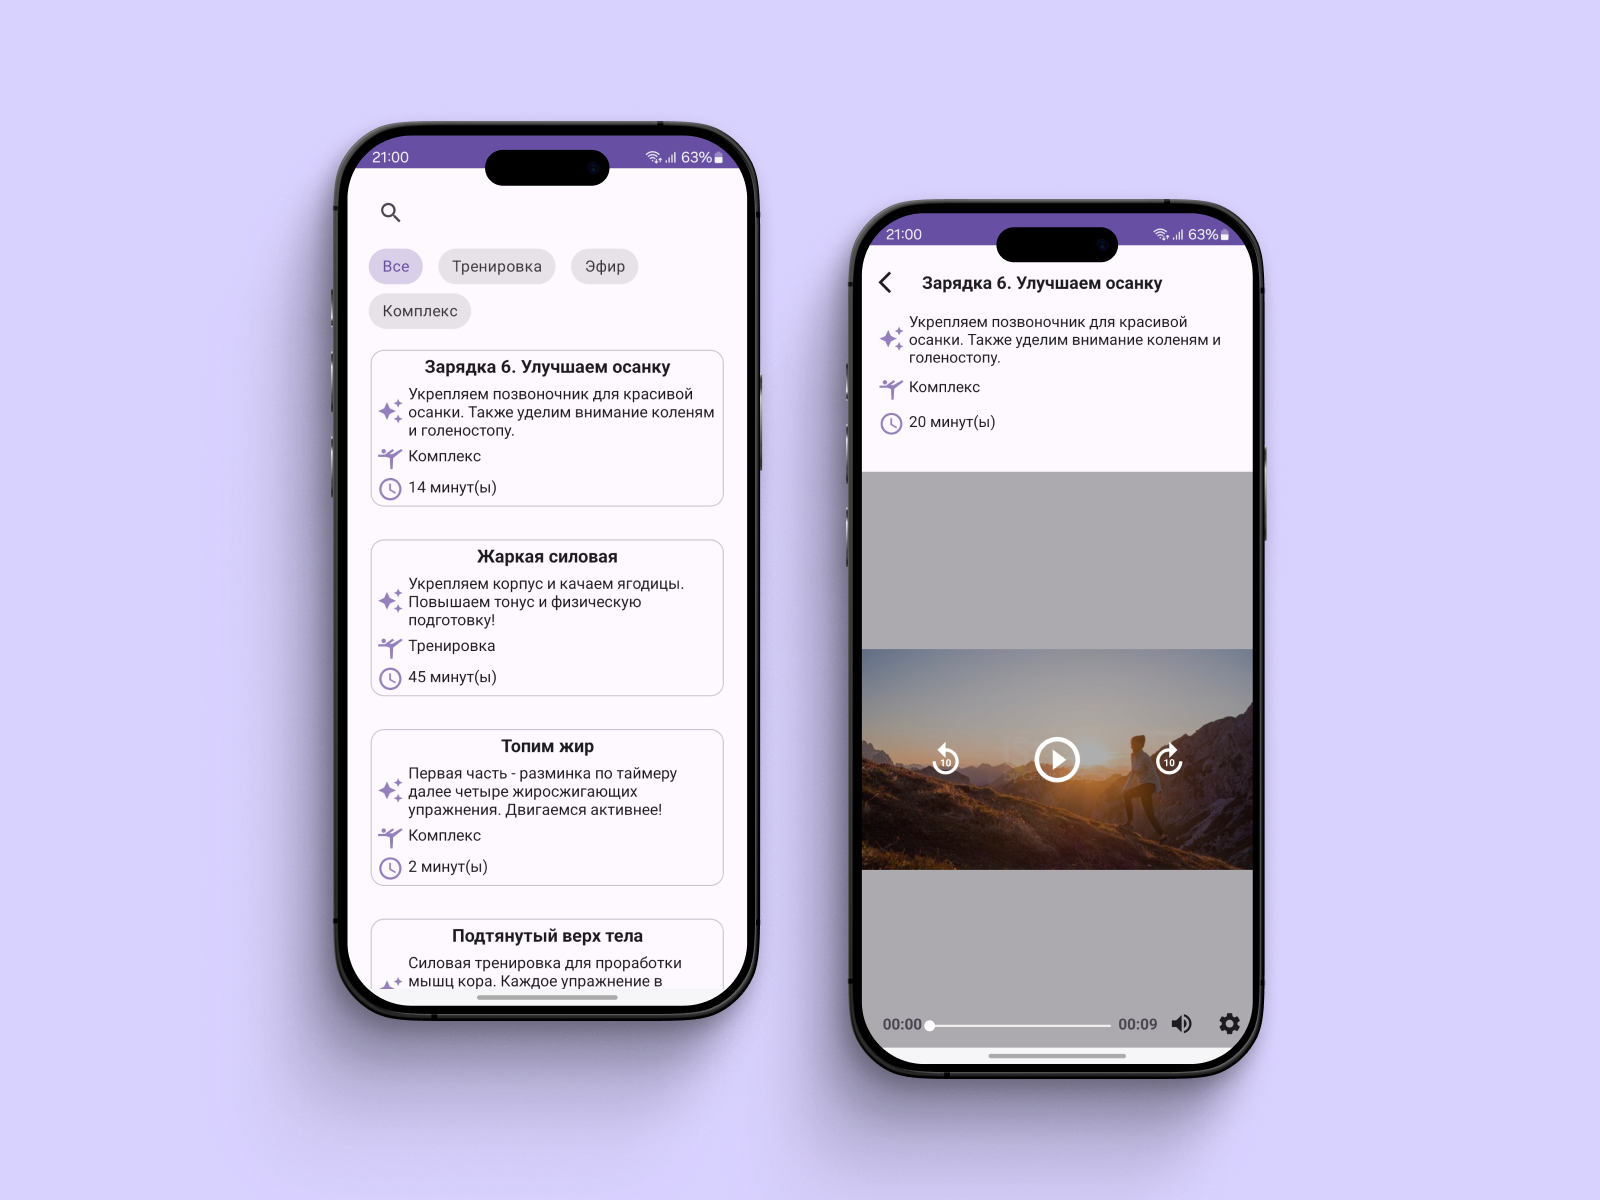 21:00
63%
Все
Тренировка
Эфир
Комплекс
Зарядка 6. Улучшаем осанку
Укрепляем позвоночник для красивой
осанки. Также уделим внимание коленям
и голеностопу.
Комплекс
14 минут(ы)
Жаркая силовая
Укрепляем корпус и качаем ягодицы.
Повышаем тонус и физическую
подготовку!
Тренировка
45 минут(ы)
Топим жир
Первая часть - разминка по таймеру
далее четыре жиросжигающих
упражнения. Двигаемся активнее!
Комплекс
2 минут(ы)
Подтянутый верх тела
Силовая тренировка для проработки
мышц кора. Каждое упражнение в
21:00
63%
Зарядка 6. Улучшаем осанку
Укрепляем позвоночник для красивой
осанки. Также уделим внимание коленям и
голеностопу.
Комплекс
20 минут(ы)
10
10
00:00
00:09